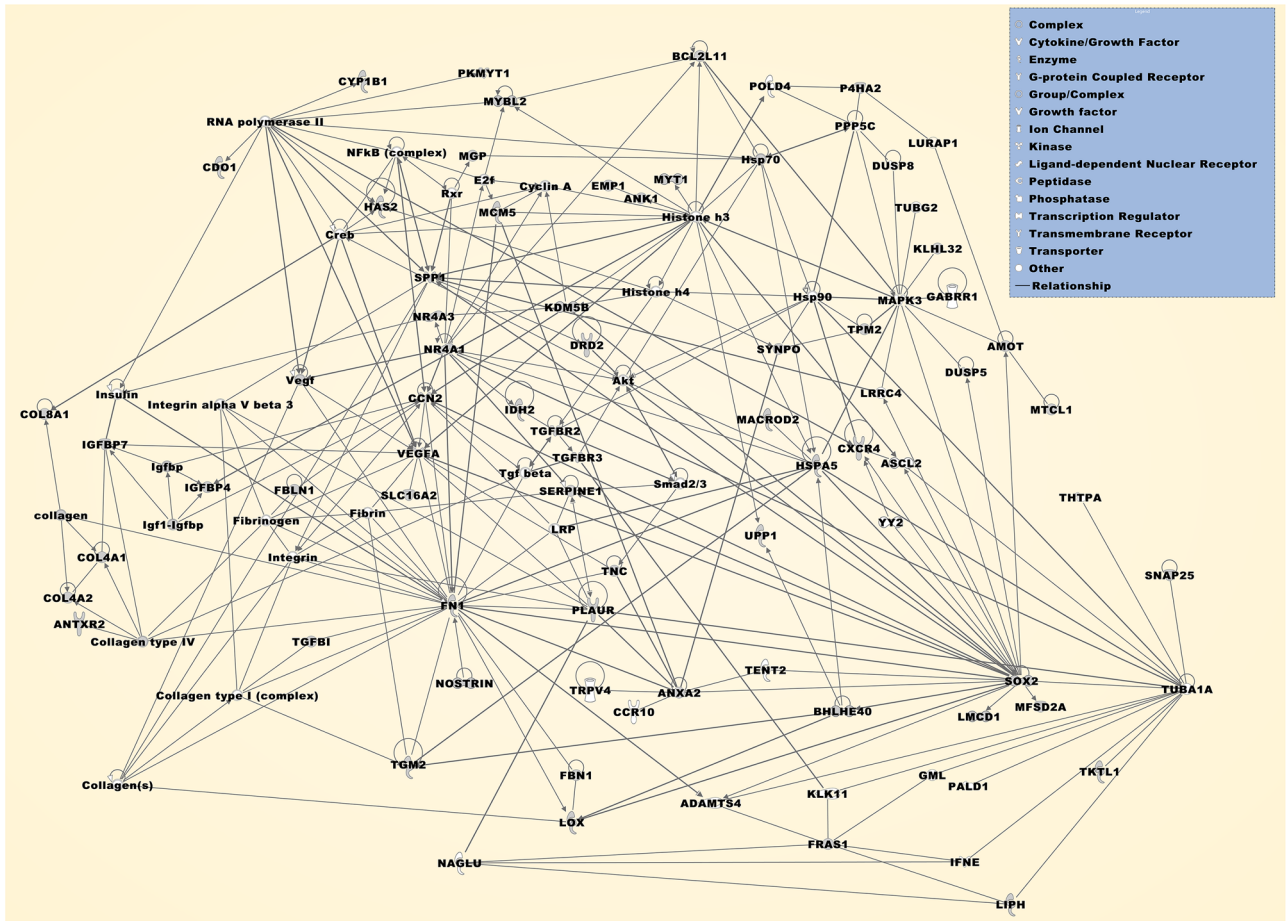 Legend
Complex
Cytokine/Growth Factor
Enzyme
G-protein Coupled Receptor
Group/Complex
Growth factor
Ion Channel
Kinase
Ligand-dependent Nuclear Receptor
Peptidase
Phosphatase
Transcription Regulator
Transmembrane Receptor
Transporter
Other
Relationship
BCL2L11
PKMYT1
CYP1B1
POLD4
P4HA2
MYBL2
RNA polymerase II
PPP5C
LURAP1
NFkB (complex)
MGP
Hsp70
CDO1
DUSP8
E2f
MYT1
Rxr
Cyclin A
EMP1
ANK1
HAS2
MCM5
TUBG2
Histone h3
Creb
KLHL32
SPP1
Histone h4
Hsp90
MAPK3
GABRR1
KDM5B
NR4A3
TPM2
DRD2
NR4A1
SYNPO
AMOT
DUSP5
Vegf
Akt
Insulin
LRRC4
CCN2
Integrin alpha V beta 3
IDH2
MTCL1
COL8A1
MACROD2
TGFBR2
IGFBP7
VEGFA
CXCR4
TGFBR3
Igfbp
HSPA5
ASCL2
Tgf beta
IGFBP4
FBLN1
SERPINE1
Smad2/3
SLC16A2
THTPA
collagen
Fibrin
Fibrinogen
Igf1-Igfbp
YY2
LRP
UPP1
COL4A1
Integrin
TNC
SNAP25
COL4A2
FN1
PLAUR
ANTXR2
Collagen type IV
TGFBI
TENT2
SOX2
NOSTRIN
TUBA1A
TRPV4
ANXA2
Collagen type I (complex)
MFSD2A
CCR10
BHLHE40
LMCD1
TGM2
FBN1
GML
TKTL1
Collagen(s)
PALD1
KLK11
ADAMTS4
LOX
FRAS1
NAGLU
IFNE
LIPH